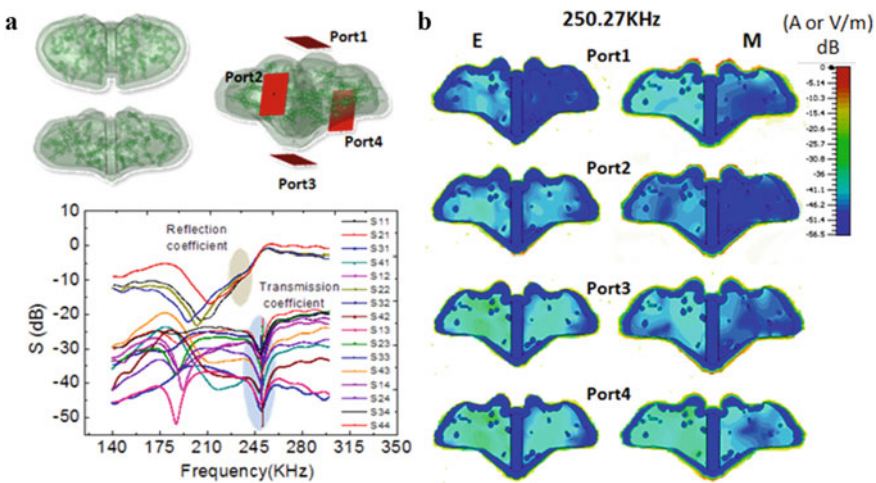 a
Port1
Port2
Port4
Port3
10
0
-10
-20
-30
-40
-50
S (dB)
Reflection
coefficient
Transmission
coefficient
S11
S21
S31
S41
S12
S22
S32
S42
S13
S23
S33
S43
S14
S24
S34
S44
140 175 210 245 280 315 350
Frequency(KHz)
b
250.27KHz
(A or V/m)
dB
E
M
Port1
Port2
Port3
Port4
0
-5.14
-10.3
-15.4
-20.6
-25.7
-30.8
-36
-41.1
-46.2
-51.4
-56.5